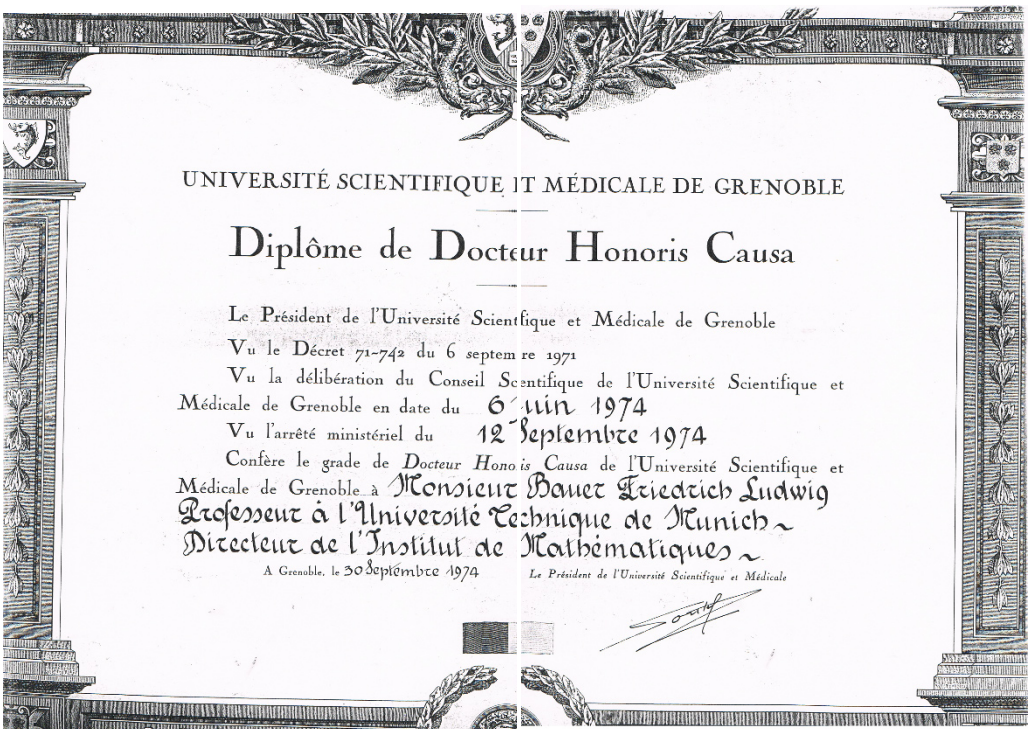 UNIVERSITÉ SCIENTIFIQUE ET MÉDICALE DE GRENOBLE
Diplôme de Docteur Honoris Causa
Le Président de l'Université Scientifique et Médicale de Grenoble
Vu le Décret 71-742 du 6 septembre 1971
Vu la délibération du Conseil Scientifique de l'Université Scientifique et
Médicale de Grenoble en date du 6 Juin 1974
Vu l'arrêté ministériel du 12 Septembre 1974
Confère le grade de Docteur Honoris Causa de l'Université Scientifique et
Médicale de Grenoble à Monsieur Bauer Friedrich Ludwig
Professeur à l'Université Technique de Munich~
Directeur de l'Institut de Mathématiques~
A Grenoble, le 30 Septembre 1974 Le Président de l'Université Scientifique et Médicale